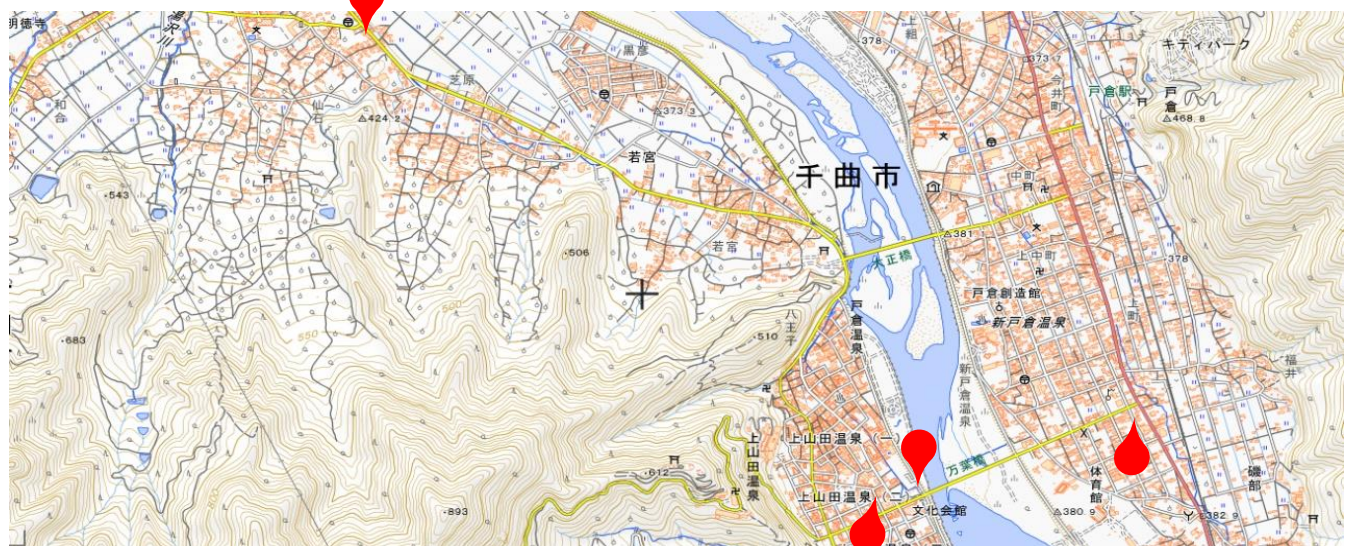 明徳寺
上組
・378
キティパーク
黒彦
373.7
今井町
戸倉駅
戸倉
芝原
和合
仙石
△424.2
373.3
△468.8
若宮
千曲市
中町
・543
若宮
・506
△381.1
大正橋
上中町
・378
戸倉創造館
上町
新戸倉温泉
550
500
八王子
戸倉温泉
・510
・683
福井
新戸倉温泉
上山田温泉（一）
上山田温泉
万葉橋
・612
体育館
磯部
上山田温泉（二）
文化会館
・893
△380.9
382.9